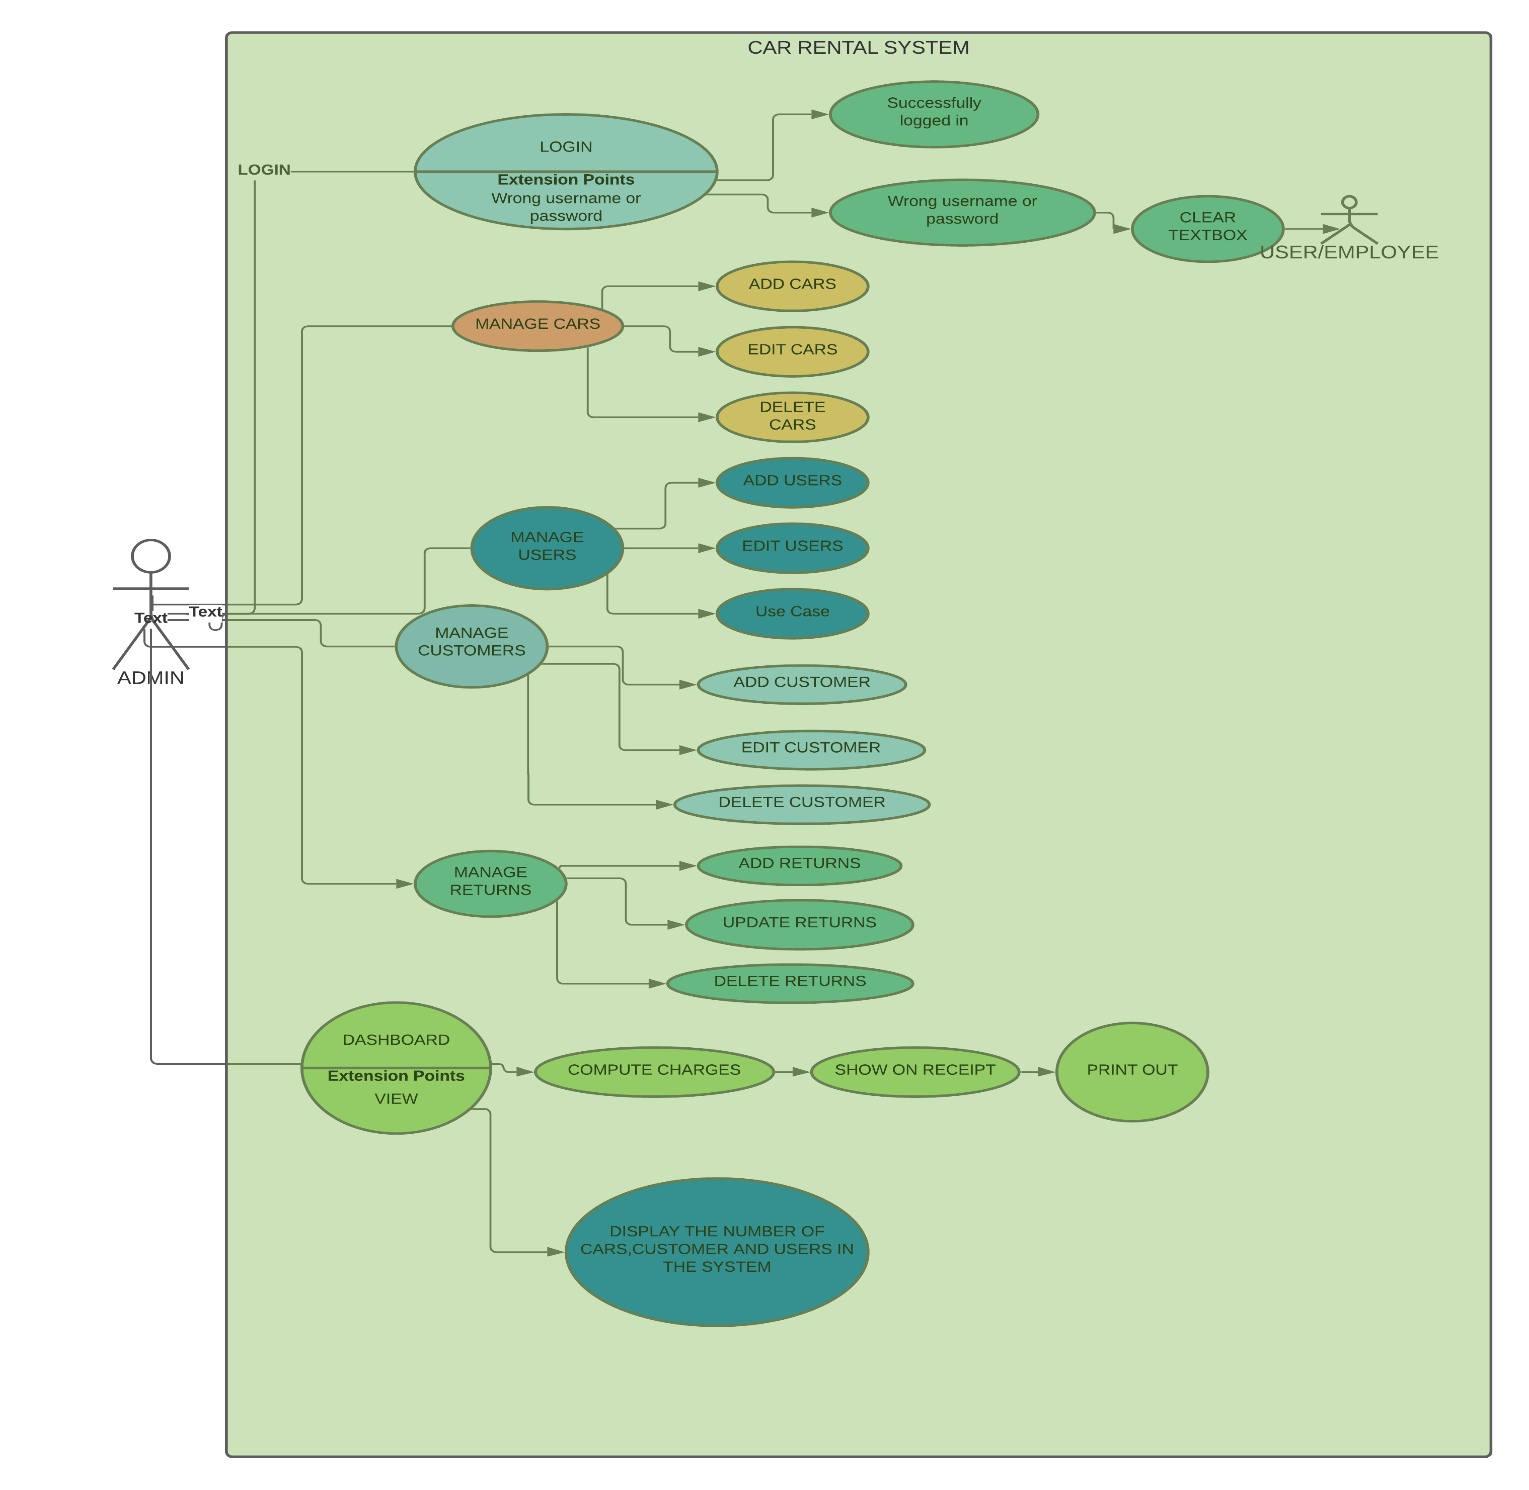 CAR RENTAL SYSTEM
Successfully
logged in
LOGIN
LOGIN
Extension Points
Wrong username or
password
Wrong username or
password
CLEAR
TEXTBOX
USER/EMPLOYEE
MANAGE CARS
ADD CARS
EDIT CARS
DELETE
CARS
MANAGE
USERS
ADD USERS
EDIT USERS
Use Case
Text
Text
ADMIN
MANAGE
CUSTOMERS
ADD CUSTOMER
EDIT CUSTOMER
DELETE CUSTOMER
MANAGE
RETURNS
ADD RETURNS
UPDATE RETURNS
DELETE RETURNS
DASHBOARD
Extension Points
VIEW
COMPUTE CHARGES
SHOW ON RECEIPT
PRINT OUT
DISPLAY THE NUMBER OF
CARS,CUSTOMER AND USERS IN
THE SYSTEM